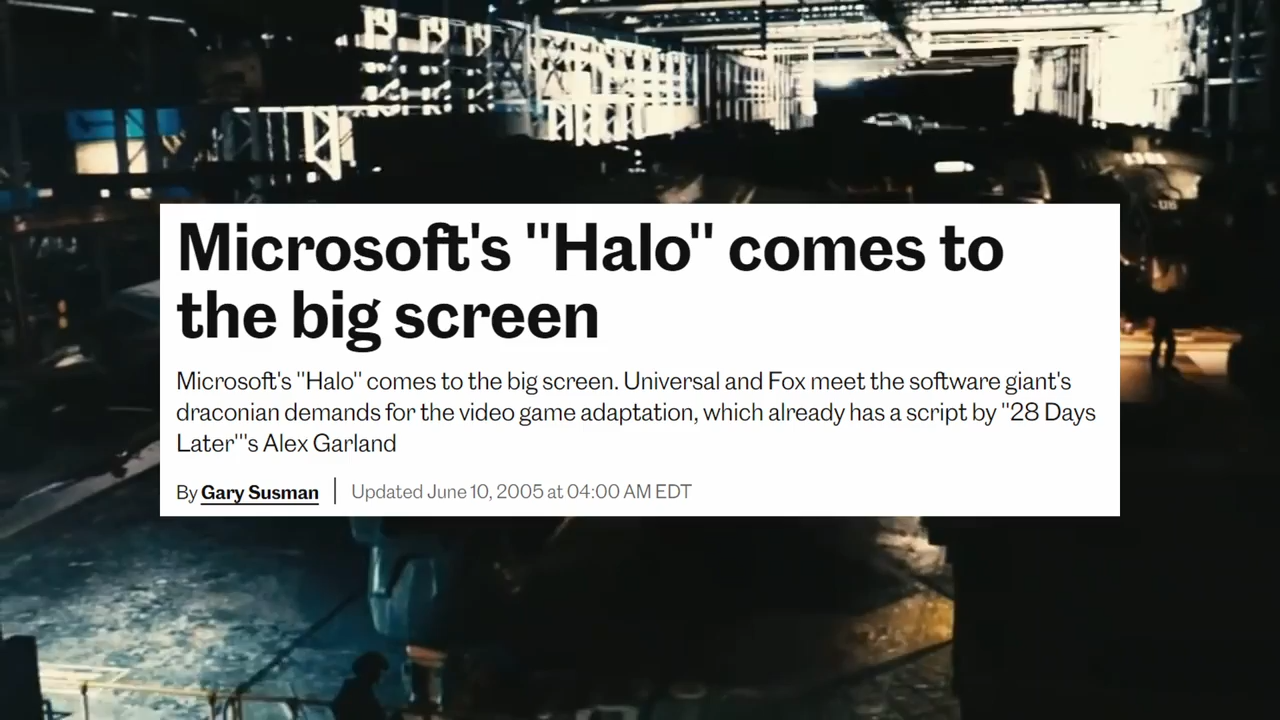 Microsoft's "Halo" comes to
the big screen
Microsoft's "Halo" comes to the big screen. Universal and Fox meet the software giant's
draconian demands for the video game adaptation, which already has a script by "28 Days
Later"'s Alex Garland
By Gary Susman | Updated June 10, 2005 at 04:00 AM EDT